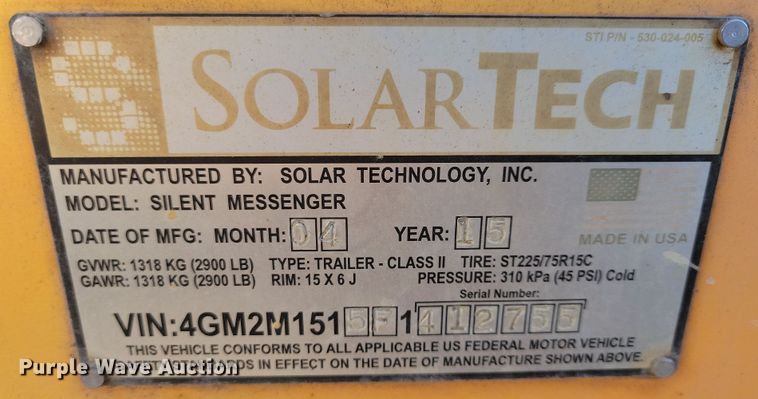 STI P/N - 530-024-005
S SOLARTECH
MANUFACTURED BY: SOLAR TECHNOLOGY, INC.
MODEL: SILENT MESSENGER
DATE OF MFG: MONTH: 04 YEAR: 15
MADE IN USA
GVWR: 1318 KG (2900 LB) TYPE: TRAILER - CLASS II TIRE: ST225/75R15C
GAWR: 1318 KG (2900 LB) RIM: 15 X 6 J PRESSURE: 310 kPa (45 PSI) Cold
Serial Number:
VIN:4GM2M1515F1412755
THIS VEHICLE CONFORMS TO ALL APPLICABLE US FEDERAL MOTOR VEHICLE
IN EFFECT ON THE DATE OF MANUFACTURE SHOWN ABOVE.
Purple Wave Auction